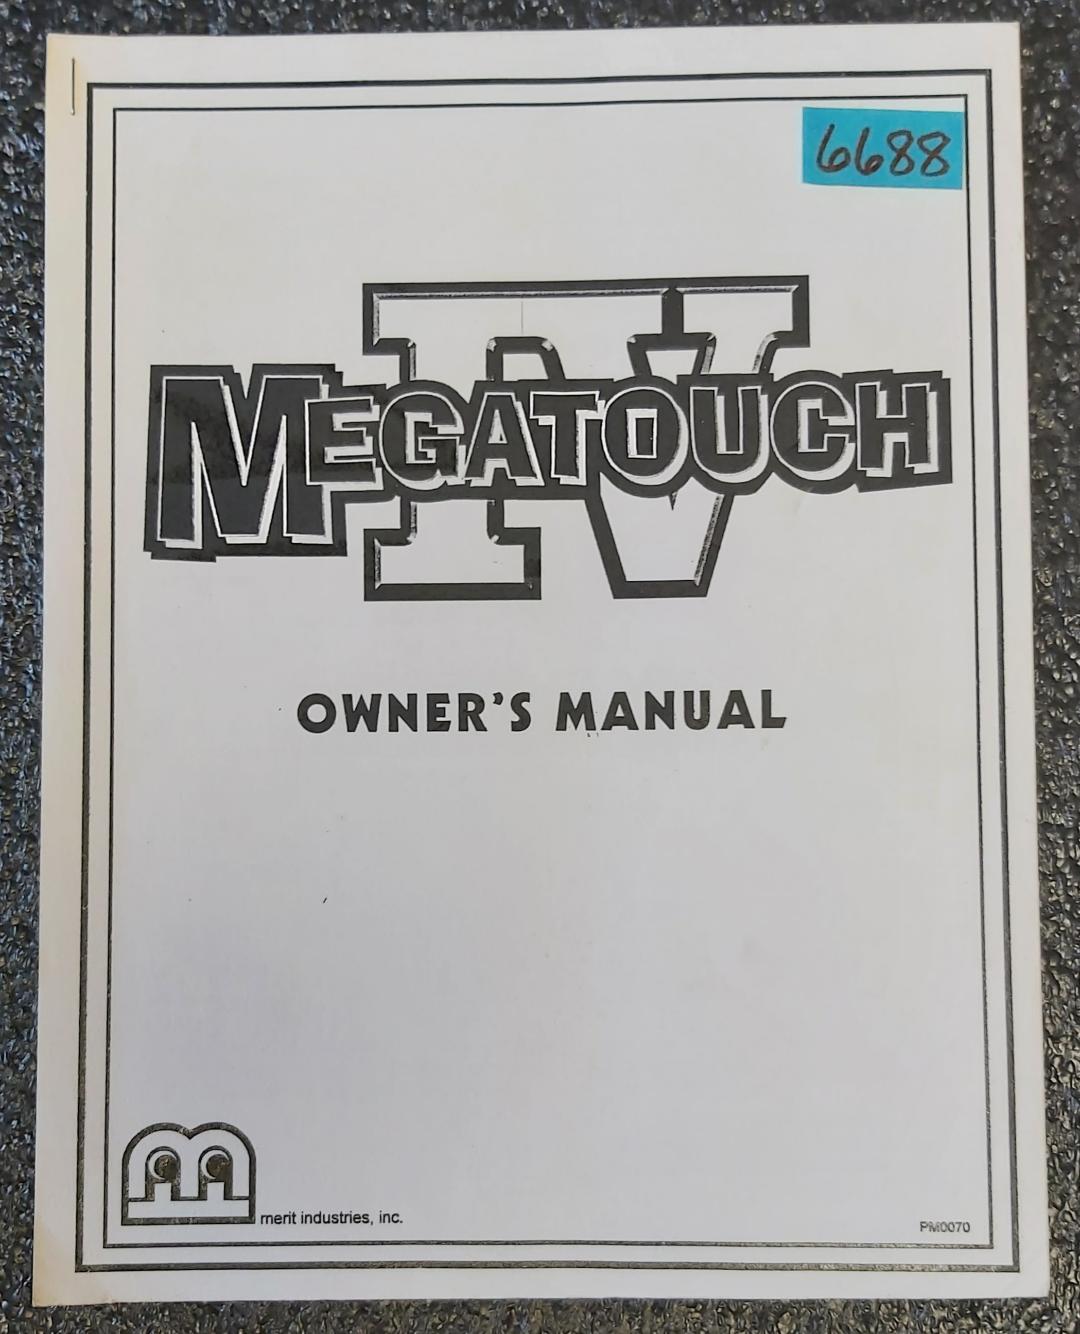 6688
IV
MEGATOUCH
OWNER'S MANUAL
merit industries, inc.
PM0070